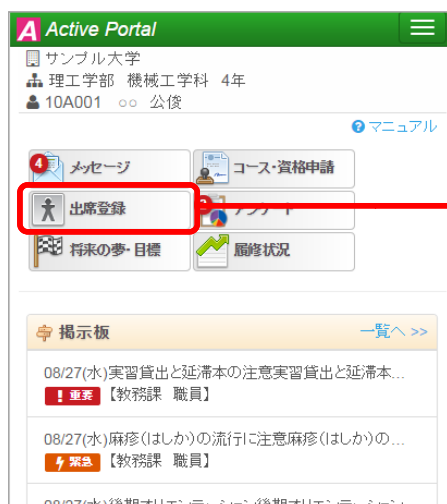 A Active Portal
サンプル大学
理工学部 機械工学科 4年
10A001 ○○ 公俊
? マニュアル
4 メッセージ
コース・資格申請
出席登録
将来の夢・目標
履修状況
掲示板
一覧へ >>
08/27(水)実習貸出と延滞本の注意実習貸出と延滞本...
! 重要 【教務課 職員】
08/27(水)麻疹(はしか)の流行に注意麻疹(はしか)の...
緊急 【教務課 職員】